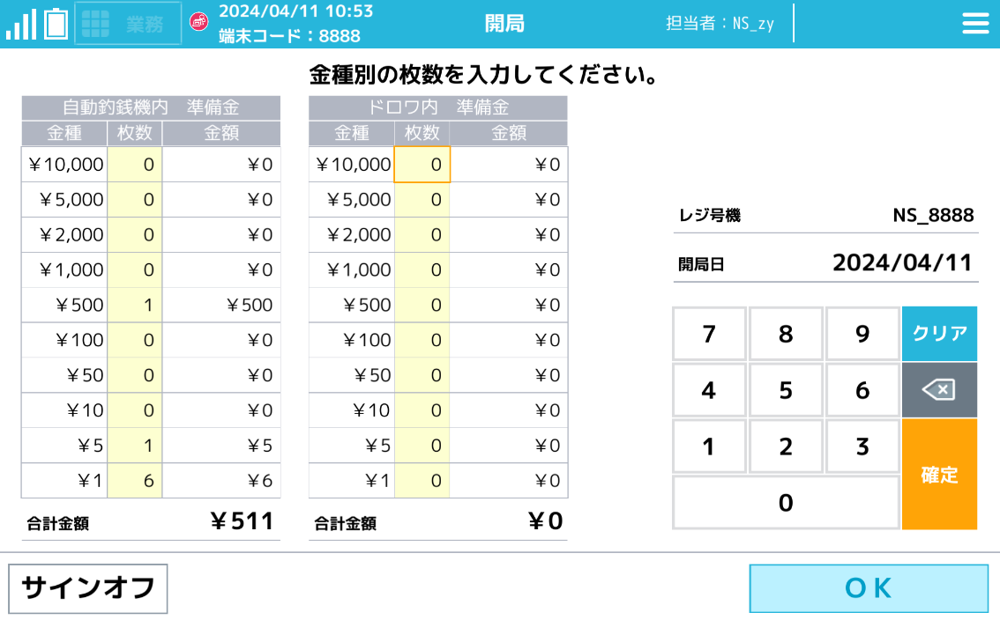 業務
2024/04/11 10:53
端末コード：8888
開局
担当者：NS_zy
金種別の枚数を入力してください。
自動釣銭機内　準備金
金種 枚数 金額
￥10,000 0 ￥0
￥5,000 0 ￥0
￥2,000 0 ￥0
￥1,000 0 ￥0
￥500 1 ￥500
￥100 0 ￥0
￥50 0 ￥0
￥10 0 ￥0
￥5 1 ￥5
￥1 6 ￥6
合計金額 ￥511
ドロワ内　準備金
金種 枚数 金額
￥10,000 0 ￥0
￥5,000 0 ￥0
￥2,000 0 ￥0
￥1,000 0 ￥0
￥500 0 ￥0
￥100 0 ￥0
￥50 0 ￥0
￥10 0 ￥0
￥5 0 ￥0
￥1 0 ￥0
合計金額 ￥0
レジ号機 NS_8888
開局日 2024/04/11
7 8 9 クリア
4 5 6
1 2 3
確定
0
サインオフ
ＯＫ